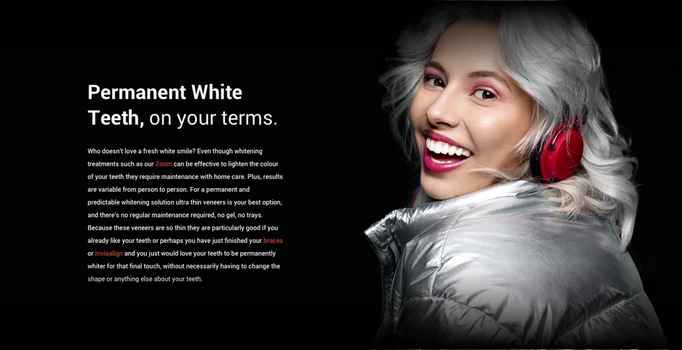 Permanent White
Teeth, on your terms.
Who doesn't love a fresh white smile? Even though whitening
treatments such as our Zoom can be effective to lighten the colour
of your teeth they require maintenance with home care. Plus, results
are variable from person to person. For a permanent and
predictable whitening solution ultra thin veneers is your best option,
and there's no regular maintenance required, no gel, no trays.
Because these veneers are so thin they are particularly good if you
already like your teeth or perhaps you have just finished your braces
or Invisalign and you just would love your teeth to be permanently
whiter for that final touch, without necessarily having to change the
shape or anything else about your teeth.